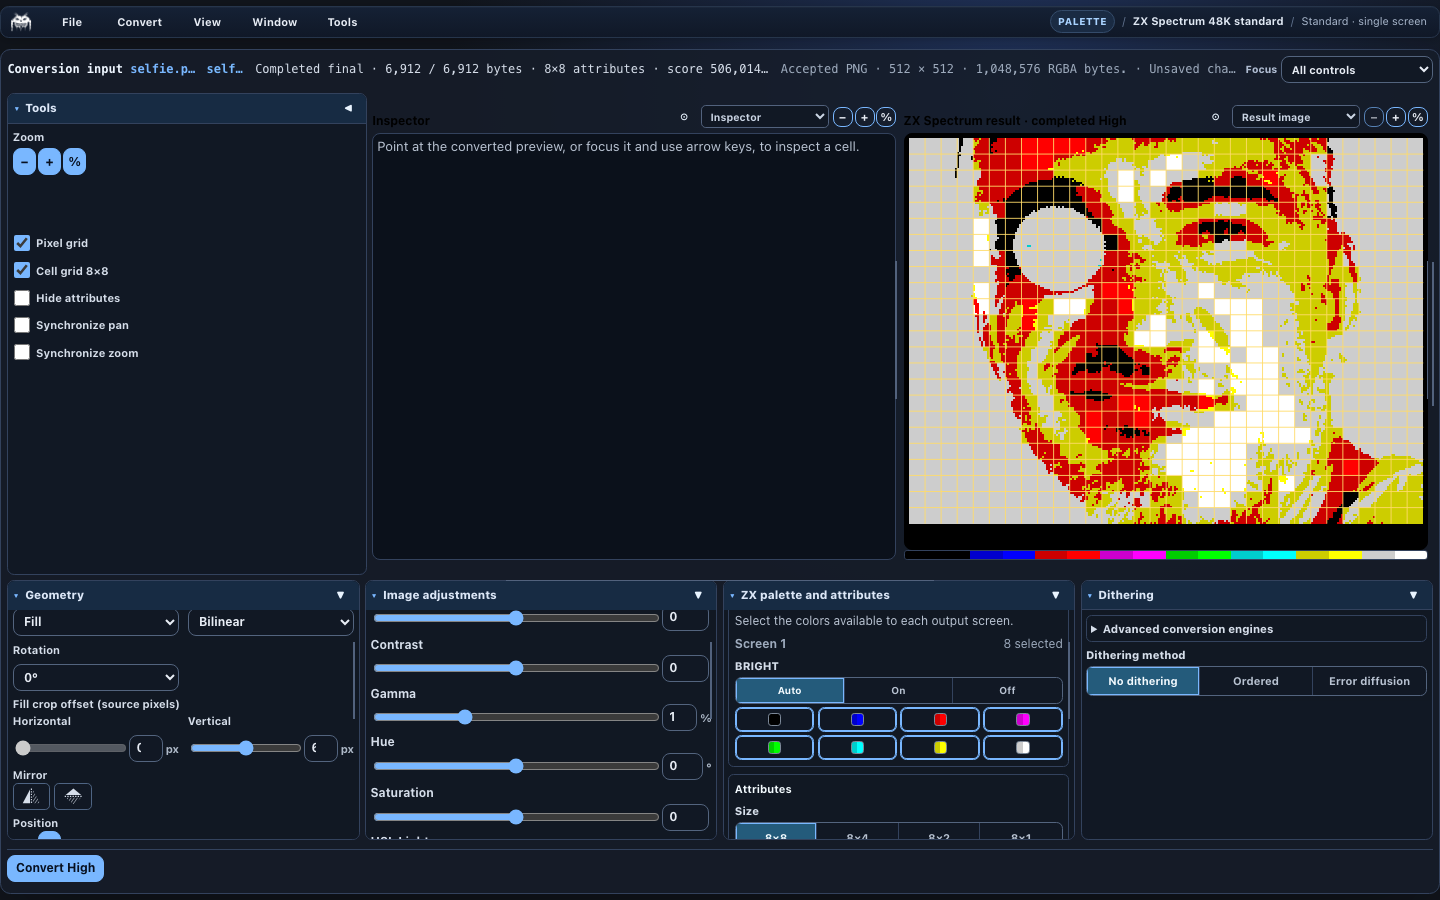 File Convert View Window Tools
PALETTE / ZX Spectrum 48K standard / Standard · single screen
Conversion input selfie.p… self… Completed final · 6,912 / 6,912 bytes · 8×8 attributes · score 506,014… Accepted PNG · 512 × 512 · 1,048,576 RGBA bytes. · Unsaved cha… Focus All controls
Tools
Zoom
− + %
Pixel grid
Cell grid 8×8
Hide attributes
Synchronize pan
Synchronize zoom
Inspector Inspector − + %
Point at the converted preview, or focus it and use arrow keys, to inspect a cell.
ZX Spectrum result · completed High Result image − + %
Geometry
Fill Bilinear
Rotation
0°
Fill crop offset (source pixels)
Horizontal Vertical
px px
Mirror
Position
Image adjustments
0
Contrast
0
Gamma
1 %
Hue
0 °
Saturation
0
ZX palette and attributes
Select the colors available to each output screen.
Screen 1 8 selected
BRIGHT
Auto On Off
Attributes
Size
8×8 8×4 8×2 8×1
Dithering
Advanced conversion engines
Dithering method
No dithering Ordered Error diffusion
Convert High